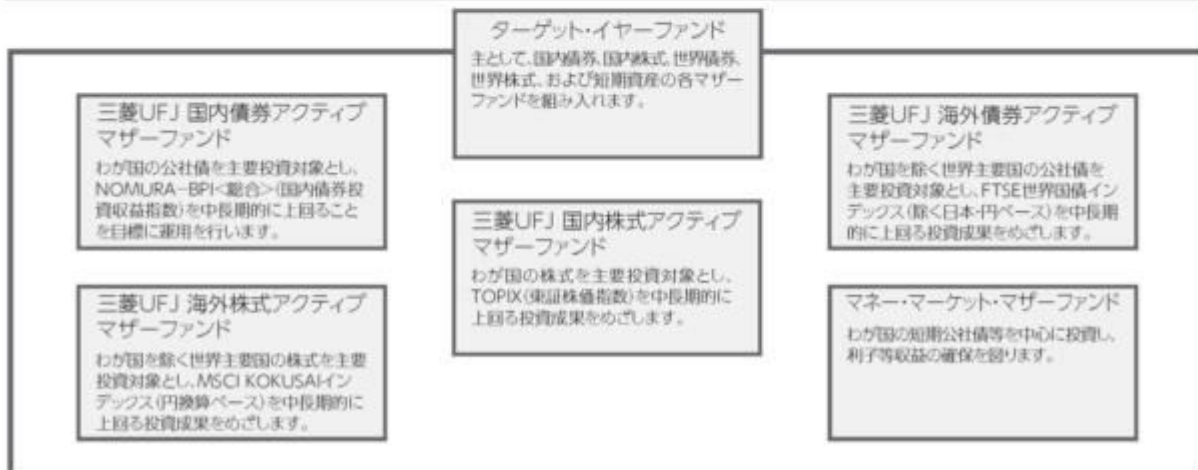 ターゲット・イヤーファンド
主として、国内債券、国内株式、世界債券、
世界株式、および短期資産の各マザー
ファンドを組み入れます。
三菱UFJ 国内債券アクティブ
マザーファンド
わが国の公社債を主要投資対象とし、
NOMURA-BPI<総合>(国内債券投
資収益指数)を中長期的に上回ること
を目標に運用を行います。
三菱UFJ 海外債券アクティブ
マザーファンド
わが国を除く世界主要国の公社債を
主要投資対象とし、FTSE世界国債イン
デックス(除く日本・円ベース)を中長期
的に上回る投資成果をめざします。
三菱UFJ 国内株式アクティブ
マザーファンド
わが国の株式を主要投資対象とし、
TOPIX(東証株価指数)を中長期的に
上回る投資成果をめざします。
三菱UFJ 海外株式アクティブ
マザーファンド
わが国を除く世界主要国の株式を主要
投資対象とし、MSCI KOKUSAIイン
デックス(円換算ベース)を中長期的に
上回る投資成果をめざします。
マネー・マーケット・マザーファンド
わが国の短期公社債等を中心に投資し、
利子等収益の確保を図ります。